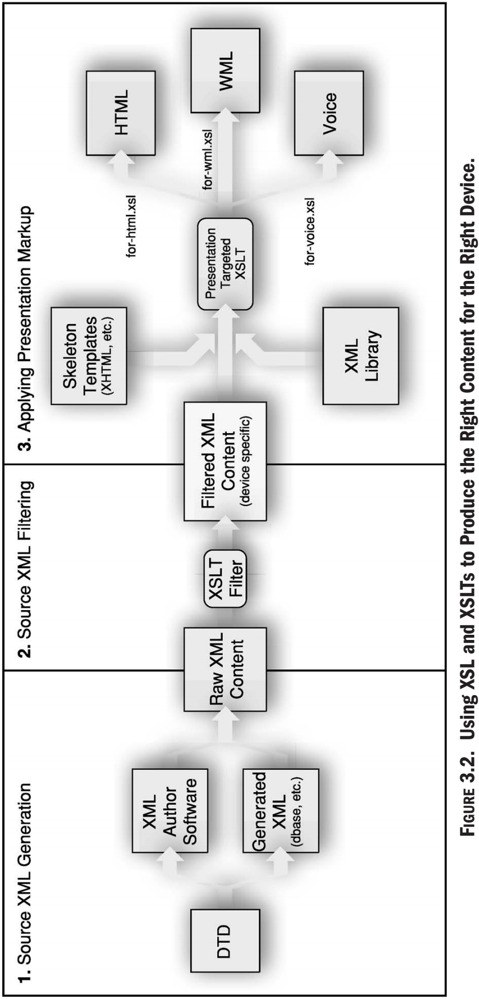 1. Source XML Generation
DTD
XML
Author
Software
Generated
XML
(dbase, etc.)
Raw XML
Content
2. Source XML Filtering
XSLT
Filter
Filtered XML
Content
(device specific)
3. Applying Presentation Markup
Skeleton
Templates
(XHTML, etc.)
XML
Library
Presentation
Targeted
XSLT
for-html.xsl
for-wml.xsl
for-voice.xsl
HTML
WML
Voice
FIGURE 3.2. Using XSL and XSLTs to Produce the Right Content for the Right Device.